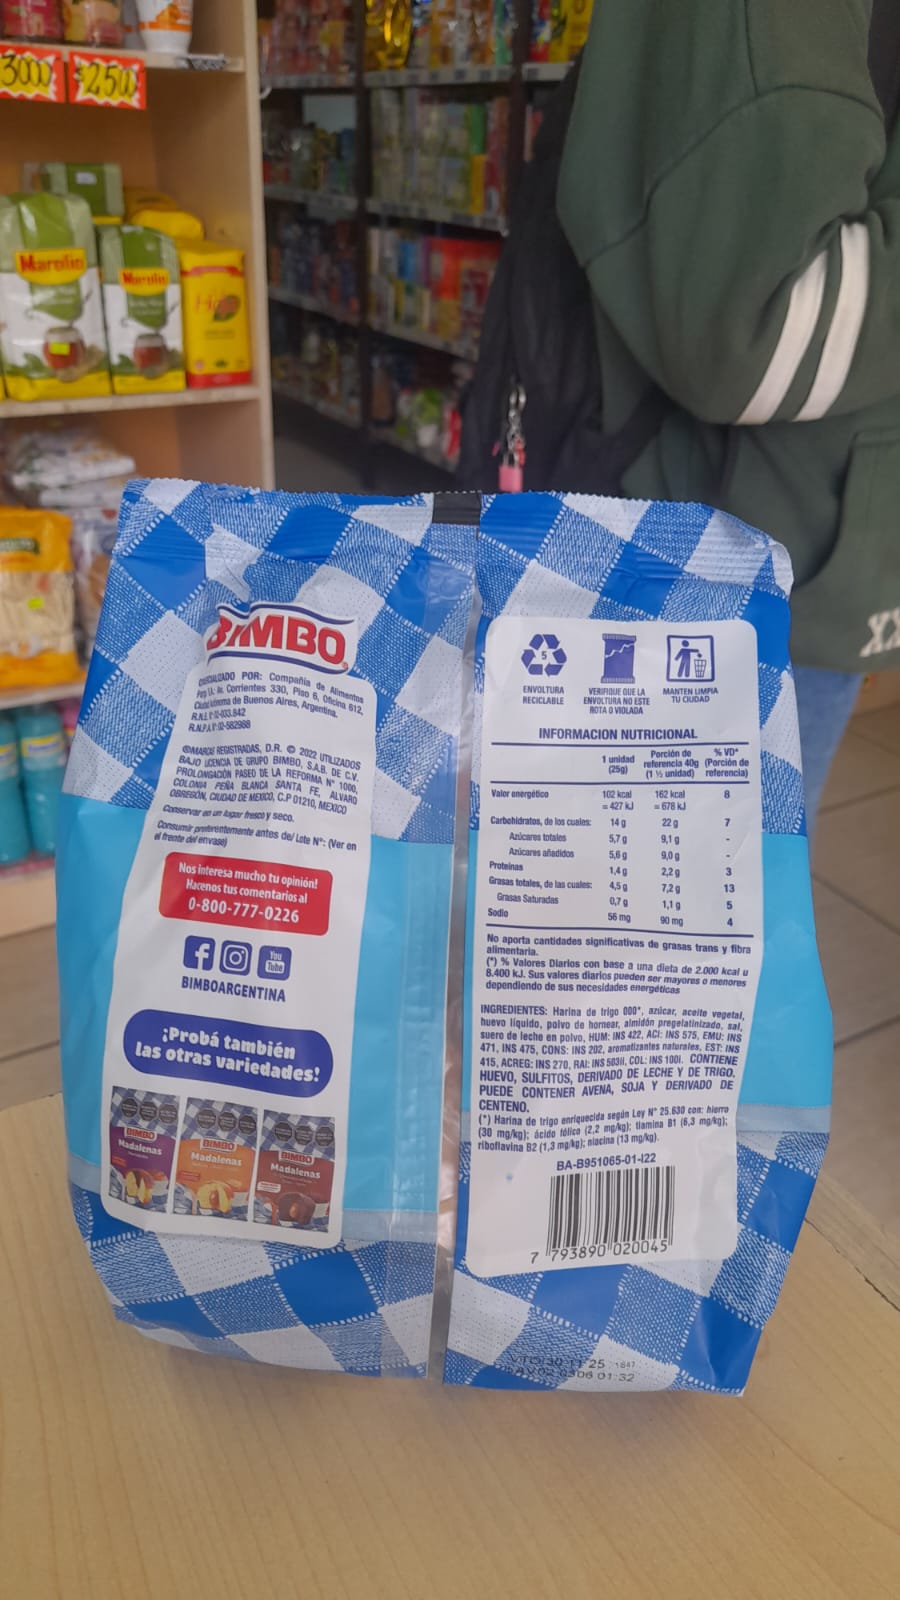 3000
$2500
Marolio
Marolio
BIMBO
POR: Compañía de Alimentos
Av. Corrientes 330, Piso 6, Oficina 612,
Autónoma de Buenos Aires, Argentina.
R.N.E.
R.N.P.A
REGISTRADAS, D.R. © 2022 UTILIZADOS
BAJO LICENCIA DE GRUPO BIMBO, S.A.B. DE C.V.
PROLONGACIÓN PASEO DE LA REFORMA N° 1000,
COLONIA PEÑA BLANCA SANTA FE, ALVARO
OBREGÓN, CIUDAD DE MEXICO, C.P 01210, MEXICO
Conservar en un lugar fresco y seco.
Consumir preferentemente antes de/ Lote N°: (Ver en
el frente del envase)
Nos interesa mucho tu opinión!
Hacenos tus comentarios al
0-800-777-0226
You
Tube
BIMBOARGENTINA
¡Probá también
las otras variedades!
BIMBO
Madalenas
BIMBO
Madalenas
BIMBO
Madalenas
5
ENVOLTURA
RECICLABLE
VERIFIQUE QUE LA
ENVOLTURA NO ESTE
ROTA O VIOLADA
MANTEN LIMPIA
TU CIUDAD
INFORMACION NUTRICIONAL
1 unidad
(25g)
Porción de
referencia 40g
(1 ½ unidad)
% VD*
(Porción de
referencia)
Valor energético 102 kcal 162 kcal 8
= 427 kJ = 678 kJ
Carbohidratos, de los cuales: 14 g 22 g 7
Azúcares totales 5,7 g 9,1 g -
Azúcares añadidos 5,6 g 9,0 g -
Proteínas 1,4 g 2,2 g 3
Grasas totales, de las cuales: 4,5 g 7,2 g 13
Grasas Saturadas 0,7 g 1,1 g 5
Sodio 56 mg 90 mg 4
No aporta cantidades significativas de grasas trans y fibra
alimentaria.
(*) % Valores Diarios con base a una dieta de 2.000 kcal u
8.400 kJ. Sus valores diarios pueden ser mayores o menores
dependiendo de sus necesidades energéticas
INGREDIENTES: Harina de trigo 000*, azúcar, aceite vegetal,
huevo líquido, polvo de hornear, almidón pregelatinizado, sal,
suero de leche en polvo, HUM: INS 422, ACI: INS 575, EMU: INS
471, INS 475, CONS: INS 202, aromatizantes naturales, EST: INS
415, ACREG: INS 270, RAI: INS 503ii, COL: INS 100i. CONTIENE
HUEVO, SULFITOS, DERIVADO DE LECHE Y DE TRIGO.
PUEDE CONTENER AVENA, SOJA Y DERIVADO DE
CENTENO.
(*) Harina de trigo enriquecida según Ley N° 25.630 con: hierro
(30 mg/kg); ácido fólico (2,2 mg/kg); tiamina B1 (6,3 mg/kg);
riboflavina B2 (1,3 mg/kg); niacina (13 mg/kg).
BA-B951065-01-I22
7 793890 020045
VTO 30 11 25 1847
01:32